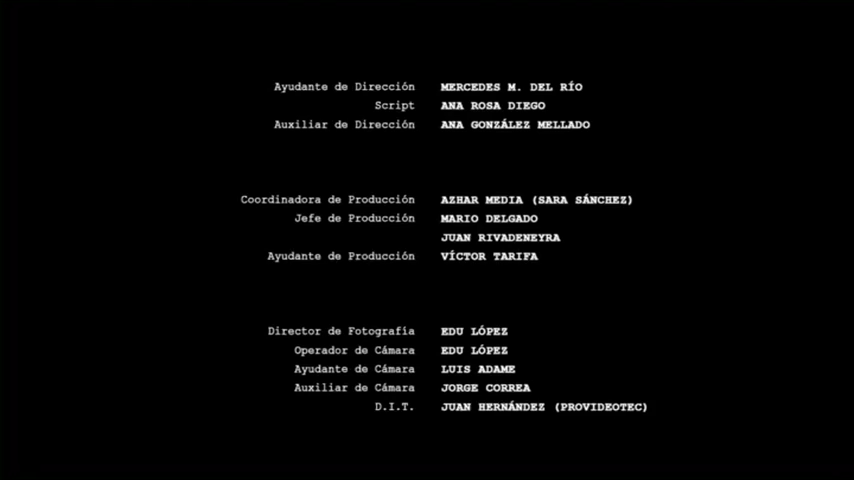 Ayudante de Dirección MERCEDES M. DEL RÍO
Script ANA ROSA DIEGO
Auxiliar de Dirección ANA GONZÁLEZ MELLADO
Coordinadora de Producción AZHAR MEDIA (SARA SÁNCHEZ)
Jefe de Producción MARIO DELGADO
JUAN RIVADENEYRA
Ayudante de Producción VÍCTOR TARIFA
Director de Fotografía EDU LÓPEZ
Operador de Cámara EDU LÓPEZ
Ayudante de Cámara LUIS ADAME
Auxiliar de Cámara JORGE CORREA
D.I.T. JUAN HERNÁNDEZ (PROVIDEOTEC)